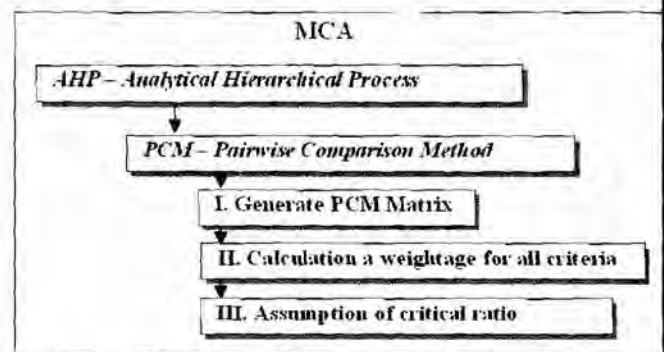 MCA
AHP – Analytical Hierarchical Process
PCM – Pairwise Comparison Method
I. Generate PCM Matrix
II. Calculation a weightage for all criteria
III. Assumption of critical ratio